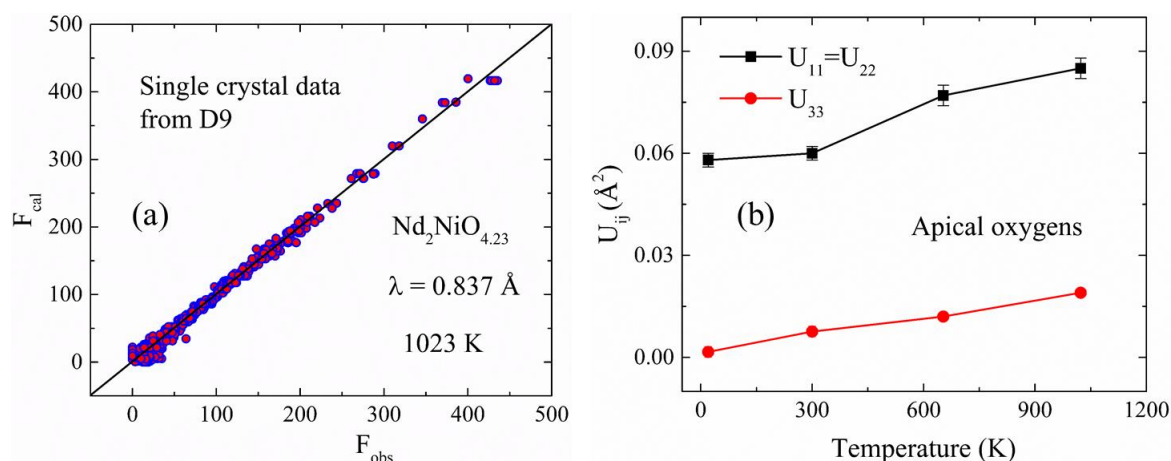 500
400
300
200
100
0
F_cal
Single crystal data
from D9
(a)
Nd₂NiO₄.₂₃
λ = 0.837 Å
1023 K
0 100 200 300 400 500
F_obs
0.09
0.06
0.03
0.00
U_ij (Å²)
U₁₁=U₂₂
U₃₃
(b)
Apical oxygens
0 300 600 900 1200
Temperature (K)